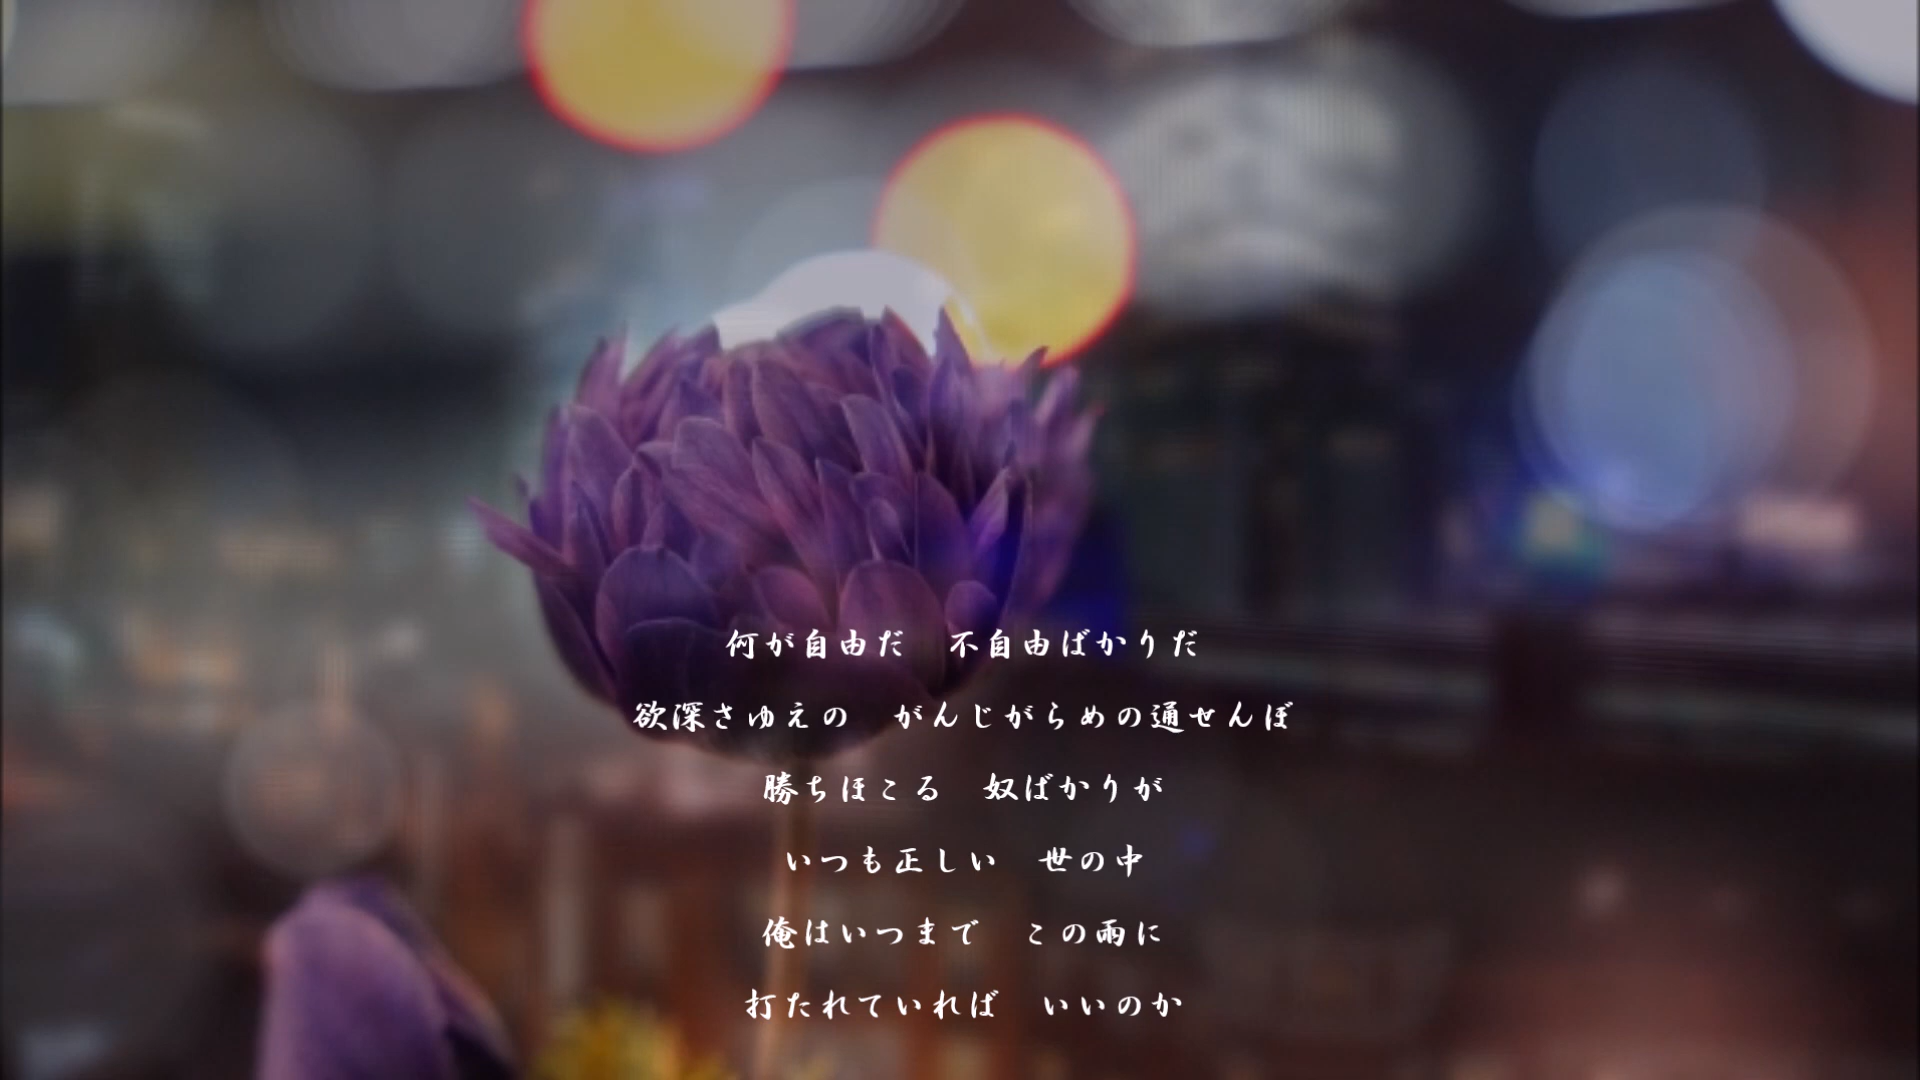 何が自由だ　不自由ばかりだ
欲深さゆえの　がんじがらめの通せんぼ
勝ちほこる　奴ばかりが
いつも正しい　世の中
俺はいつまで　この雨に
打たれていれば　いいのか